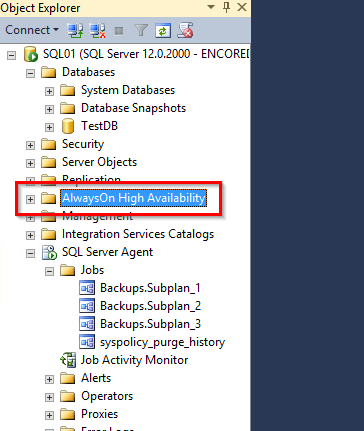 Object Explorer
Connect
SQL01 (SQL Server 12.0.2000 - ENCORE
Databases
System Databases
Database Snapshots
TestDB
Security
Server Objects
Replication
AlwaysOn High Availability
Management
Integration Services Catalogs
SQL Server Agent
Jobs
Backups.Subplan_1
Backups.Subplan_2
Backups.Subplan_3
syspolicy_purge_history
Job Activity Monitor
Alerts
Operators
Proxies
Error Logs